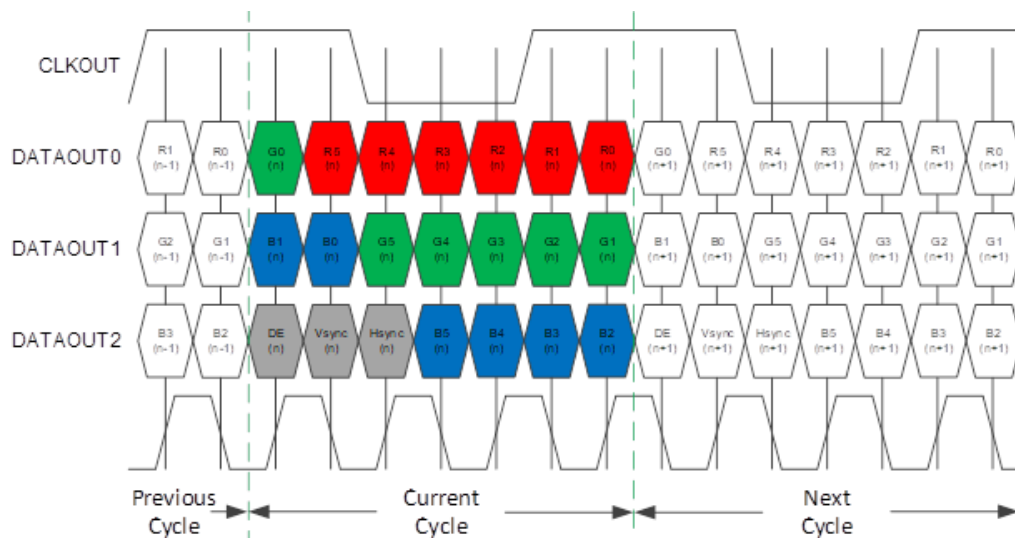 CLKOUT
DATAOUT0
R1 R0 G0 R5 R4 R3 R2 R1 R0 G0 R5 R4 R3 R2 R1 R0
(n-1) (n-1) (n) (n) (n) (n) (n) (n) (n) (n+1) (n+1) (n+1) (n+1) (n+1) (n+1) (n+1)
DATAOUT1
G2 G1 B1 B0 G5 G4 G3 G2 G1 B1 B0 G5 G4 G3 G2 G1
(n-1) (n-1) (n) (n) (n) (n) (n) (n) (n) (n+1) (n+1) (n+1) (n+1) (n+1) (n+1) (n+1)
DATAOUT2
B3 B2 DE Vsync Hsync B5 B4 B3 B2 DE Vsync Hsync B5 B4 B3 B2
(n-1) (n-1) (n) (n) (n) (n) (n) (n) (n) (n+1) (n+1) (n+1) (n+1) (n+1) (n+1) (n+1)
Previous
Cycle
Current
Cycle
Next
Cycle